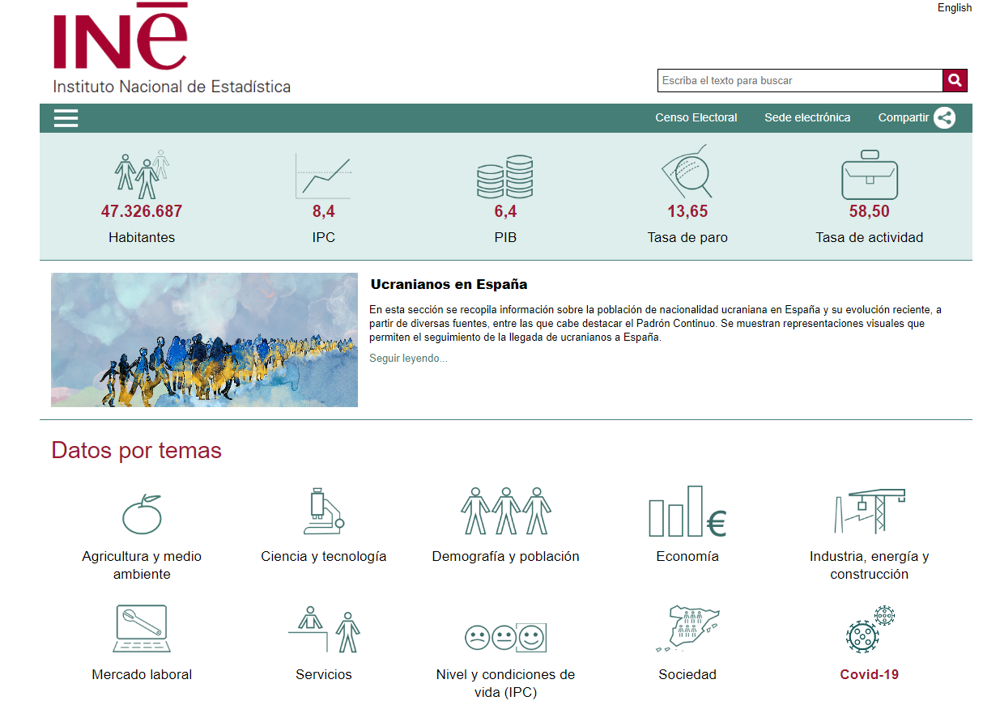 English
INe
Instituto Nacional de Estadística
Escriba el texto para buscar
Censo Electoral
Sede electrónica
Compartir
47.326.687
Habitantes
8,4
IPC
6,4
PIB
13,65
Tasa de paro
58,50
Tasa de actividad
Ucranianos en España
En esta sección se recopila información sobre la población de nacionalidad ucraniana en España y su evolución reciente, a
partir de diversas fuentes, entre las que cabe destacar el Padrón Continuo. Se muestran representaciones visuales que
permiten el seguimiento de la llegada de ucranianos a España.
Seguir leyendo...
Datos por temas
€
Agricultura y medio
ambiente
Ciencia y tecnología
Demografía y población
Economía
Industria, energía y
construcción
Mercado laboral
Servicios
Nivel y condiciones de
vida (IPC)
Sociedad
Covid-19